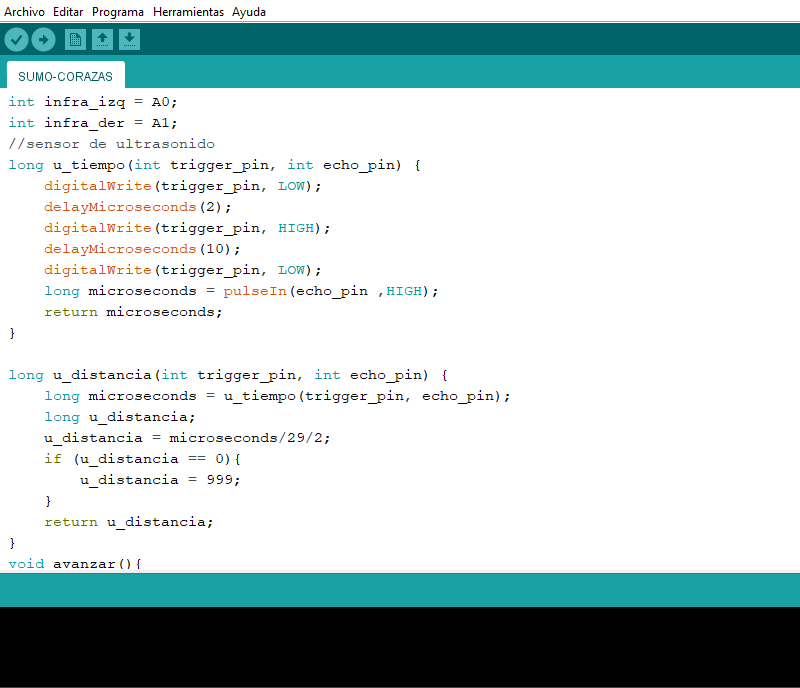 Archivo Editar Programa Herramientas Ayuda
SUMO-CORAZAS
int infra_izq = A0;
int infra_der = A1;
//sensor de ultrasonido
long u_tiempo(int trigger_pin, int echo_pin) {
    digitalWrite(trigger_pin, LOW);
    delayMicroseconds(2);
    digitalWrite(trigger_pin, HIGH);
    delayMicroseconds(10);
    digitalWrite(trigger_pin, LOW);
    long microseconds = pulseIn(echo_pin ,HIGH);
    return microseconds;
}

long u_distancia(int trigger_pin, int echo_pin) {
    long microseconds = u_tiempo(trigger_pin, echo_pin);
    long u_distancia;
    u_distancia = microseconds/29/2;
    if (u_distancia == 0){
        u_distancia = 999;
    }
    return u_distancia;
}
void avanzar(){